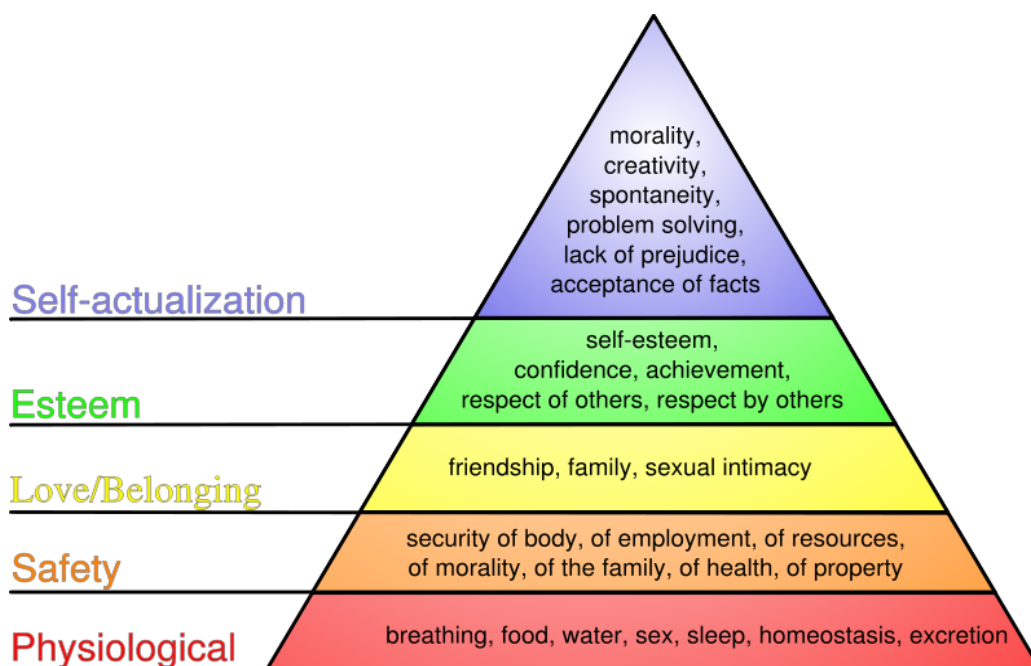 morality,
creativity,
spontaneity,
problem solving,
lack of prejudice,
acceptance of facts
Self-actualization
self-esteem,
confidence, achievement,
respect of others, respect by others
Esteem
friendship, family, sexual intimacy
Love/Belonging
security of body, of employment, of resources,
of morality, of the family, of health, of property
Safety
breathing, food, water, sex, sleep, homeostasis, excretion
Physiological